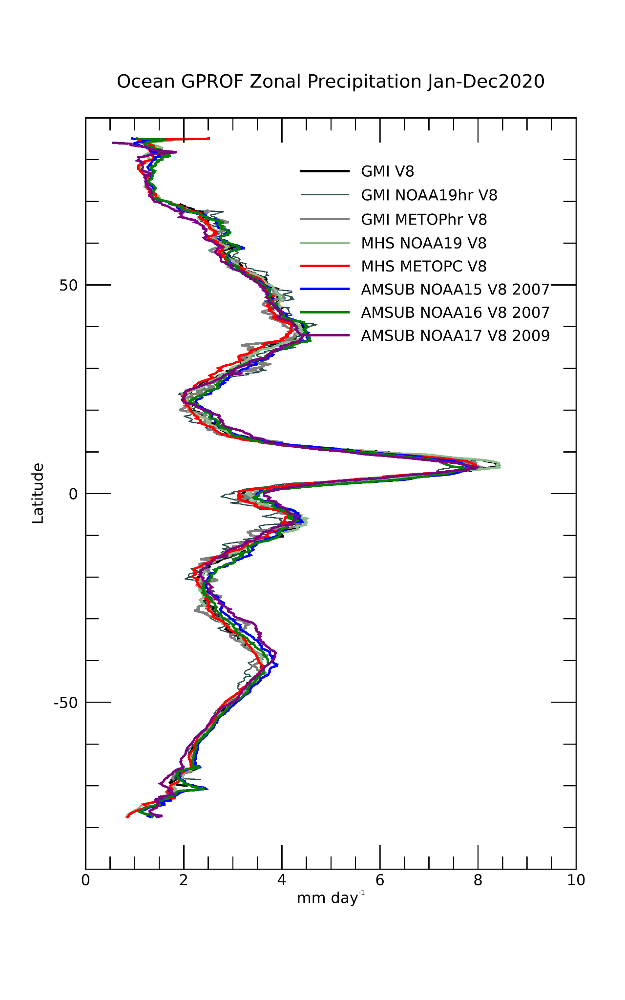 Ocean GPROF Zonal Precipitation Jan-Dec2020
GMI V8
GMI NOAA19hr V8
GMI METOPhr V8
MHS NOAA19 V8
MHS METOPC V8
50
AMSUB NOAA15 V8 2007
AMSUB NOAA16 V8 2007
AMSUB NOAA17 V8 2009
Latitude
0
-50
0 2 4 6 8 10
mm day-1